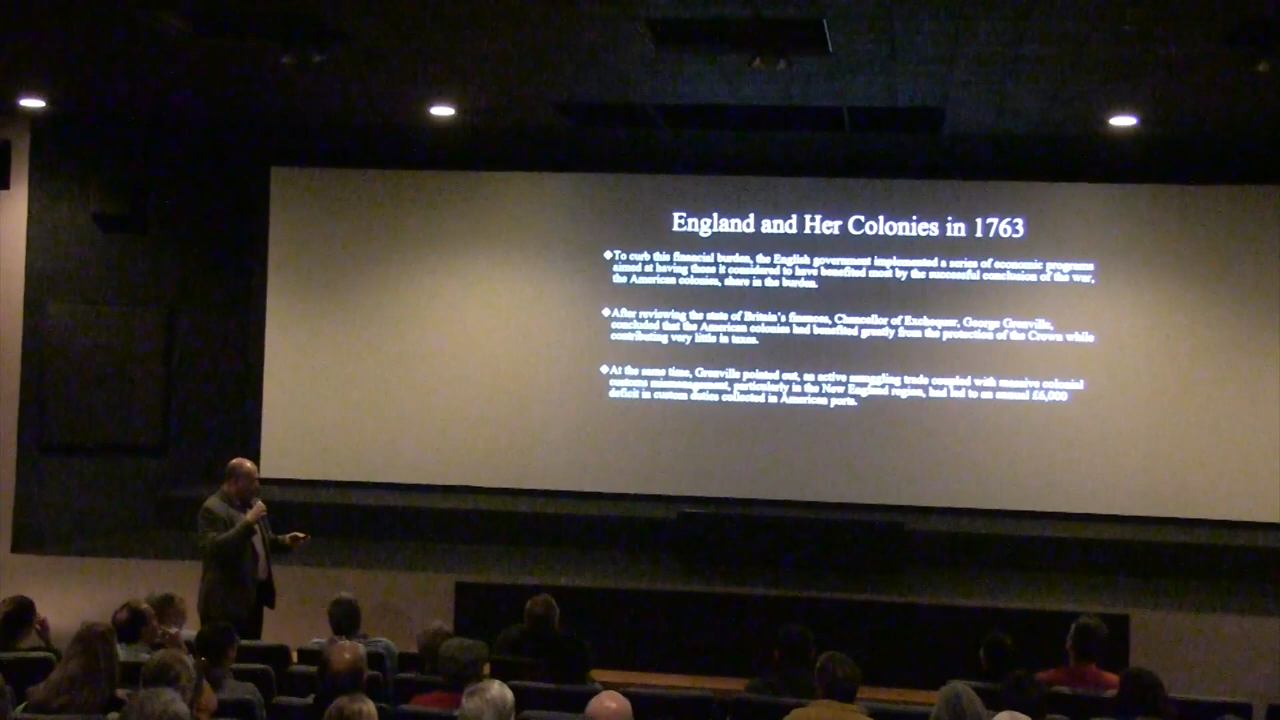 England and Her Colonies in 1763
❖To curb this financial burden, the English government implemented a series of economic programs
aimed at having those it considered to have benefited most by the successful conclusion of the war,
the American colonies, share in the burden.
❖After reviewing the state of Britain's finances, Chancellor of Exchequer, George Grenville,
concluded that the American colonies had benefited greatly from the protection of the Crown while
contributing very little in taxes.
❖At the same time, Grenville pointed out, an active smuggling trade coupled with massive colonial
customs mismanagement, particularly in the New England region, had led to an annual £6,000
deficit in custom duties collected in American ports.